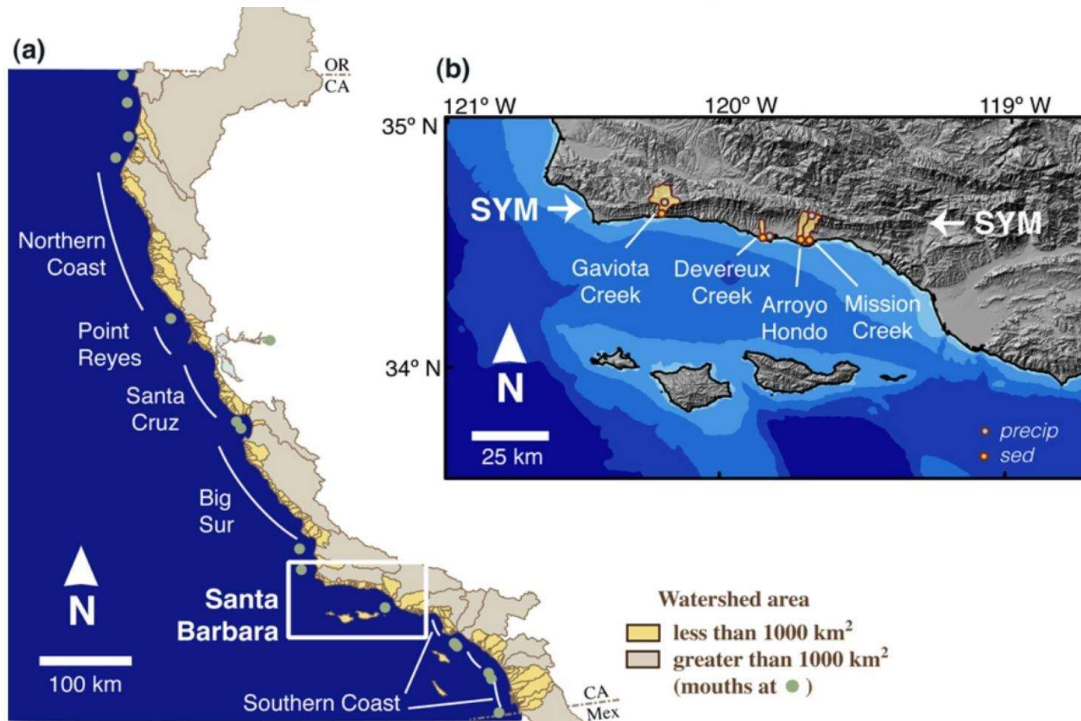 (a)
OR
CA
Northern
Coast
Point
Reyes
Santa
Cruz
Big
Sur
N
100 km
Santa
Barbara
Southern Coast
CA
Mex
(b)
121° W
120° W
119° W
35° N
34° N
SYM
SYM
Gaviota
Creek
Devereux
Creek
Arroyo
Hondo
Mission
Creek
N
25 km
precip
sed
Watershed area
less than 1000 km²
greater than 1000 km²
(mouths at )